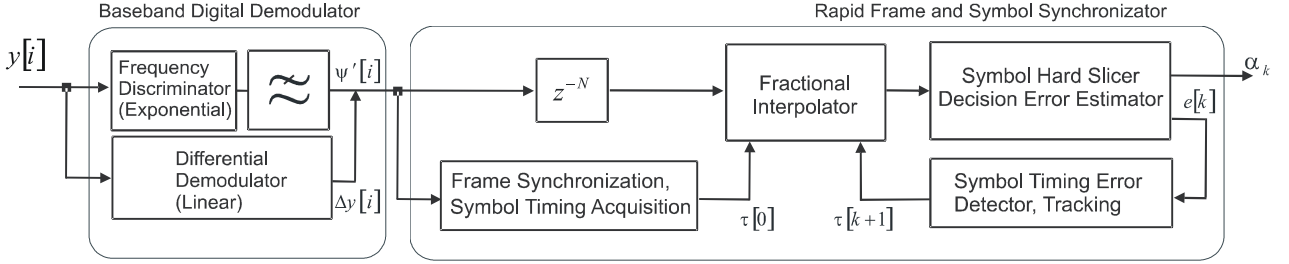 Baseband Digital Demodulator
Rapid Frame and Symbol Synchronizator
y[i]
Frequency
Discriminator
(Exponential)
≈
ψ′[i]
Differential
Demodulator
(Linear)
Δy[i]
z⁻ᴺ
Fractional
Interpolator
Symbol Hard Slicer
Decision Error Estimator
α k
e[k]
Frame Synchronization,
Symbol Timing Acquisition
τ[0]
τ[k+1]
Symbol Timing Error
Detector, Tracking